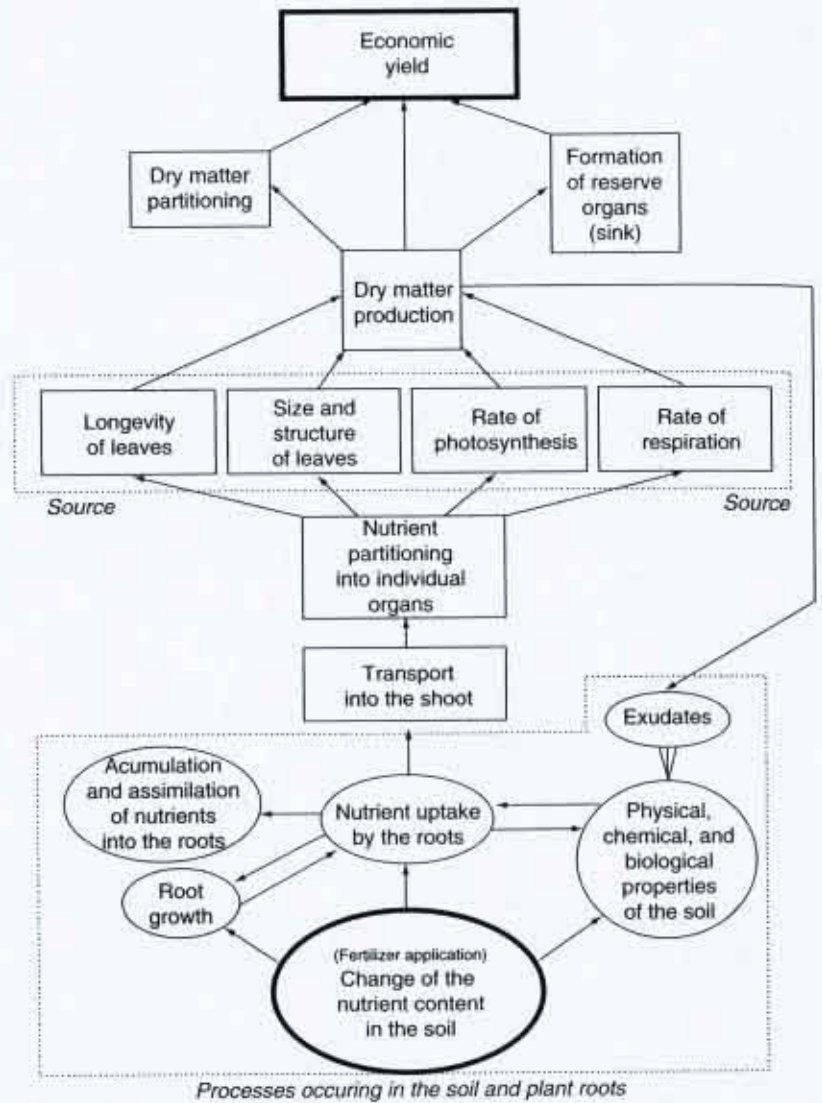 Economic
yield
Dry matter
partitioning
Formation
of reserve
organs
(sink)
Dry matter
production
Longevity
of leaves
Size and
structure
of leaves
Rate of
photosynthesis
Rate of
respiration
Source
Source
Nutrient
partitioning
into individual
organs
Transport
into the shoot
Exudates
Acumulation
and assimilation
of nutrients
into the roots
Nutrient uptake
by the roots
Physical,
chemical, and
biological
properties
of the soil
Root
growth
(Fertilizer application)
Change of the
nutrient content
in the soil
Processes occuring in the soil and plant roots